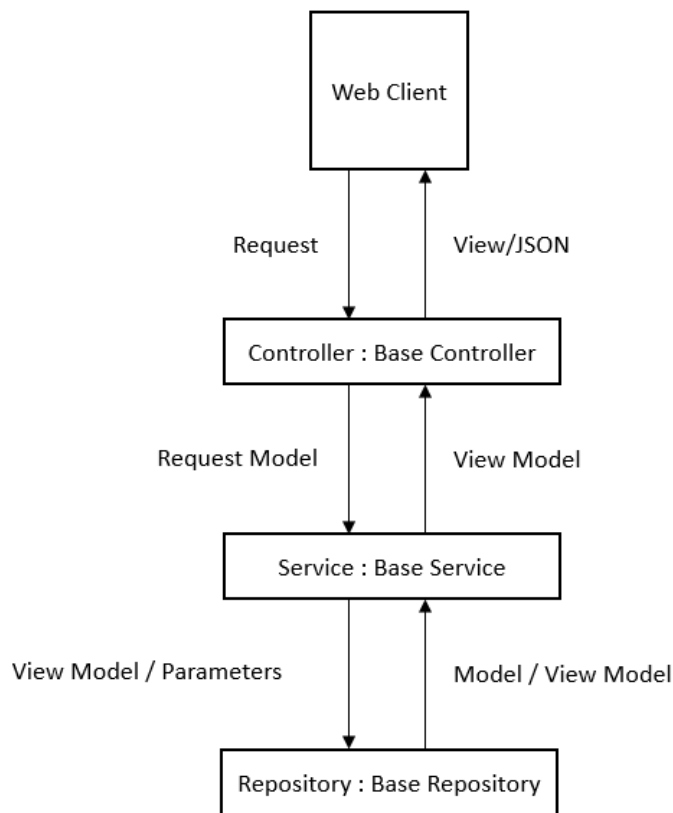 Web Client
Request
View/JSON
Controller : Base Controller
Request Model
View Model
Service : Base Service
View Model / Parameters
Model / View Model
Repository : Base Repository